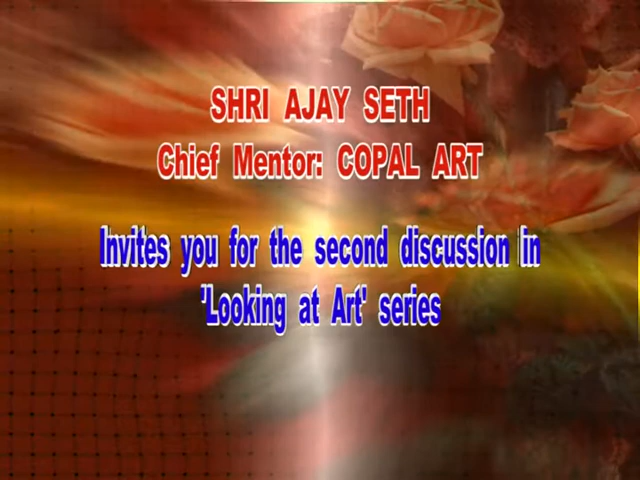 SHRI AJAY SETH
Chief Mentor: COPAL ART
Invites you for the second discussion in
'Looking at Art' series